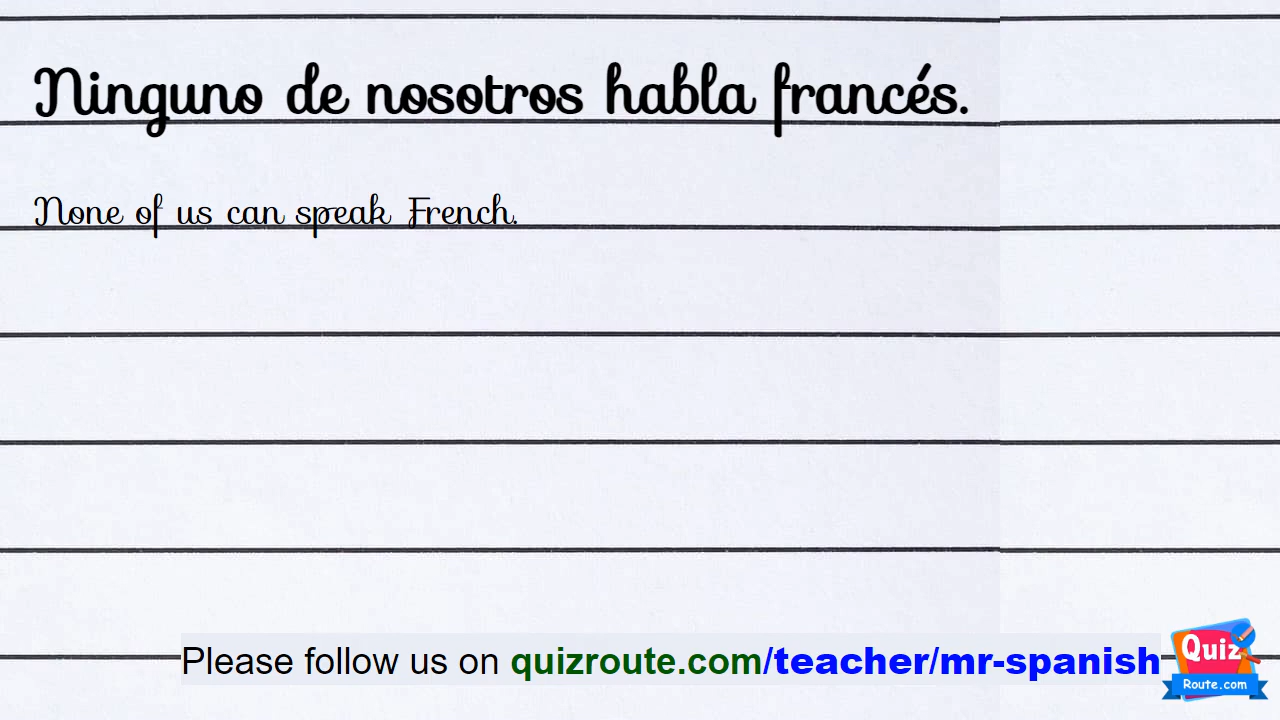 Ninguno de nosotros habla francés.
None of us can speak French.
Please follow us on quizroute.com/teacher/mr-spanish
Quiz
Route.com